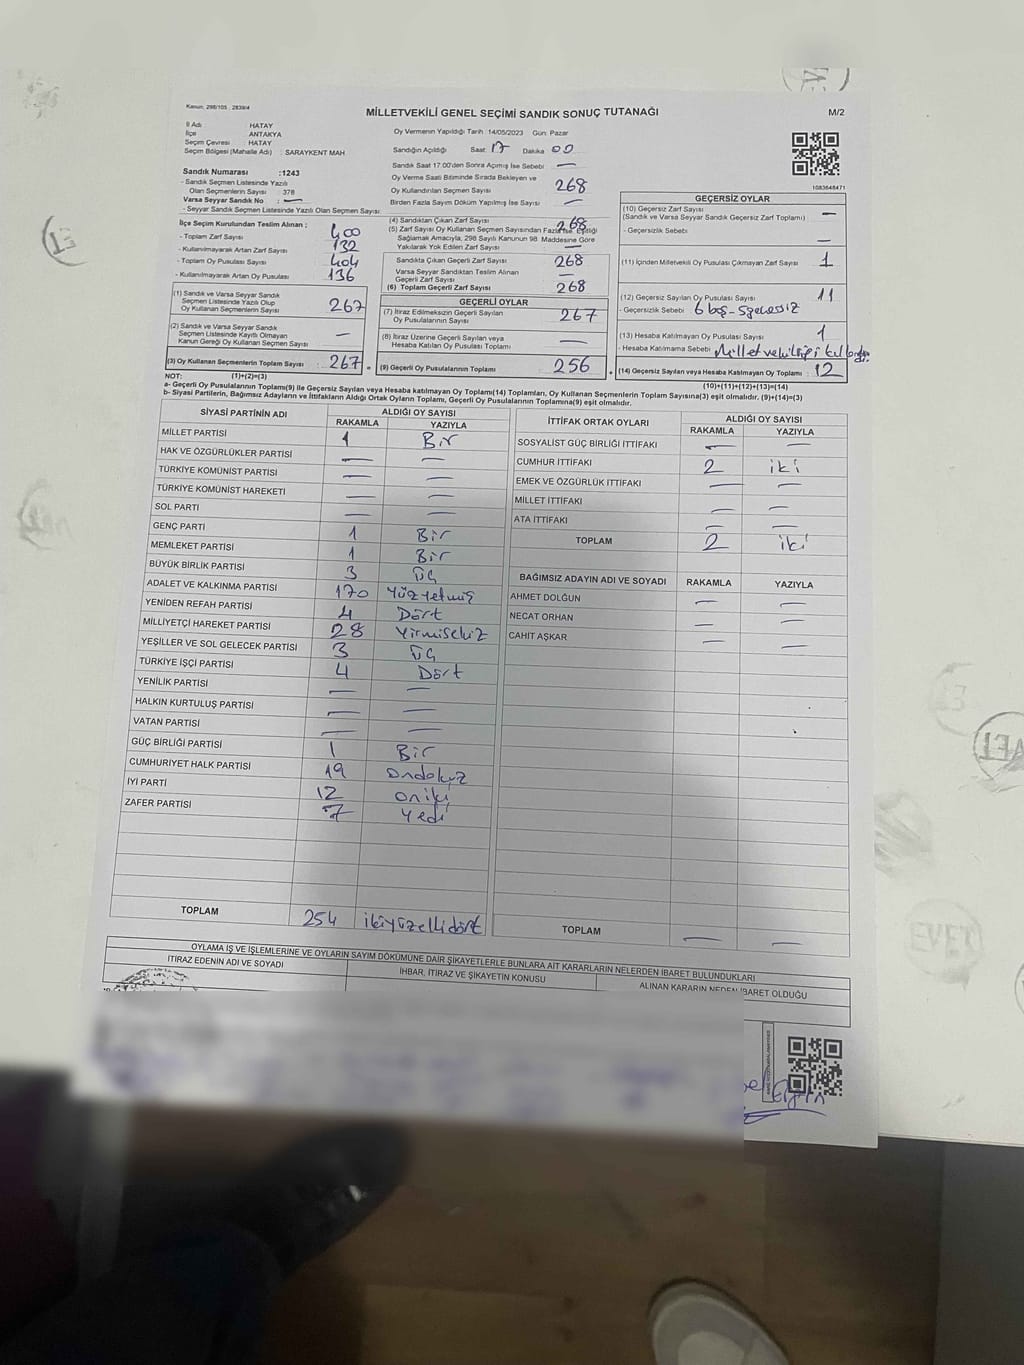 Kanun; 298/105 , 2839/4
MİLLETVEKİLİ GENEL SEÇİMİ SANDIK SONUÇ TUTANAĞI
M/2
İl Adı : HATAY
İlçe : ANTAKYA
Seçim Çevresi : HATAY
Seçim Bölgesi (Mahalle Adı) : SARAYKENT MAH
Sandık Numarası :1243
- Sandık Seçmen Listesinde Yazılı
Olan Seçmenlerin Sayısı : 378
Varsa Seyyar Sandık No : —
- Seyyar Sandık Seçmen Listesinde Yazılı Olan Seçmen Sayısı:
İlçe Seçim Kurulundan Teslim Alınan ;
- Toplam Zarf Sayısı : 400
- Kullanılmayarak Artan Zarf Sayısı : 132
- Toplam Oy Pusulası Sayısı : 404
- Kullanılmayarak Artan Oy Pusulası : 136
(1) Sandık ve Varsa Seyyar Sandık
Seçmen Listesinde Yazılı Olup
Oy Kullanan Seçmenlerin Sayısı : 267
(2) Sandık ve Varsa Seyyar Sandık
Seçmen Listesinde Kayıtlı Olmayan
Kanun Gereği Oy Kullanan Seçmenlerin Sayısı : —
(3) Oy Kullanan Seçmenlerin Toplam Sayısı : 267
Oy Vermenin Yapıldığı Tarih :14/05/2023 Gün: Pazar
Sandığın Açıldığı Saat: 17 Dakika 00
Sandık Saat 17.00'den Sonra Açımış İse Sebebi : —
Oy Verme Saati Bitiminde Sırada Bekleyen ve
Oy Kullandırılan Seçmen Sayısı : 268
Birden Fazla Sayım Döküm Yapılmış İse Sayısı : —
(4) Sandıktan Çıkan Zarf Sayısı : 268
(5) Zarf Sayısı Oy Kullanan Seçmen Sayısından Fazla İse, Eşitliği
Sağlamak Amacıyla, 298 Sayılı Kanunun 98. Maddesine Göre
Yakılarak Yok Edilen Zarf Sayısı : —
Sandıkta Çıkan Geçerli Zarf Sayısı : 268
Varsa Seyyar Sandıktan Teslim Alınan
Geçerli Zarf Sayısı : —
(6) Toplam Geçerli Zarf Sayısı : 268
GEÇERLİ OYLAR
(7) İtiraz Edilmeksizin Geçerli Sayılan
Oy Pusulalarının Sayısı : 267
(8) İtiraz Üzerine Geçerli Sayılan veya
Hesaba Katılan Oy Pusulası Toplamı : —
(9) Geçerli Oy Pusulalarının Toplamı : 256
1083648471
GEÇERSİZ OYLAR
(10) Geçersiz Zarf Sayısı : —
(Sandık ve Varsa Seyyar Sandık Geçersiz Zarf Toplamı)
- Geçersizlik Sebebi : —
(11) İçinden Milletvekili Oy Pusulası Çıkmayan Zarf Sayısı : 1
(12) Geçersiz Sayılan Oy Pusulası Sayısı : 11
- Geçersizlik Sebebi : 6 boş-5geçersiz
(13) Hesaba Katılmayan Oy Pusulası Sayısı : 1
- Hesaba Katılmama Sebebi : Milletvekilliği
(14) Geçersiz Sayılan veya Hesaba Katılmayan Oy Toplamı : 12
NOT: (1)+(2)=(3) (10)+(11)+(12)+(13)=(14)
a- Geçerli Oy Pusulalarının Toplamı(9) ile Geçersiz Sayılan veya Hesaba katılmayan Oy Toplamı(14) Toplamları, Oy Kullanan Seçmenlerin Toplam Sayısına(3) eşit olmalıdır. (9)+(14)=(3)
b- Siyasi Partilerin, Bağımsız Adayların ve İttifakların Aldığı Ortak Oyların Toplamı, Geçerli Oy Pusulalarının Toplamına(9) eşit olmalıdır.
SİYASİ PARTİNİN ADI ALDIĞI OY SAYISI
RAKAMLA YAZIYLA
MİLLET PARTİSİ 1 Bir
HAK VE ÖZGÜRLÜKLER PARTİSİ — —
TÜRKİYE KOMÜNİST PARTİSİ — —
TÜRKİYE KOMÜNİST HAREKETİ — —
SOL PARTİ — —
GENÇ PARTİ 1 Bir
MEMLEKET PARTİSİ 1 Bir
BÜYÜK BİRLİK PARTİSİ 3 Üç
ADALET VE KALKINMA PARTİSİ 170 Yüzyetmiş
YENİDEN REFAH PARTİSİ 4 Dört
MİLLİYETÇİ HAREKET PARTİSİ 28 Yirmisekiz
YEŞİLLER VE SOL GELECEK PARTİSİ 3 Üç
TÜRKİYE İŞÇİ PARTİSİ 4 Dört
YENİLİK PARTİSİ — —
HALKIN KURTULUŞ PARTİSİ — —
VATAN PARTİSİ — —
GÜÇ BİRLİĞİ PARTİSİ 1 Bir
CUMHURİYET HALK PARTİSİ 19 Ondokuz
İYİ PARTİ 12 oniki
ZAFER PARTİSİ 7 Yedi
TOPLAM 254 ikiyüzellidört
İTTİFAK ORTAK OYLARI ALDIĞI OY SAYISI
RAKAMLA YAZIYLA
SOSYALİST GÜÇ BİRLİĞİ İTTİFAKI — —
CUMHUR İTTİFAKI 2 iki
EMEK VE ÖZGÜRLÜK İTTİFAKI — —
MİLLET İTTİFAKI — —
ATA İTTİFAKI — —
TOPLAM 2 iki
BAĞIMSIZ ADAYIN ADI VE SOYADI RAKAMLA YAZIYLA
AHMET DOLĞUN — —
NECAT ORHAN — —
CAHİT AŞKAR — —
TOPLAM — —
OYLAMA İŞ VE İŞLEMLERİNE VE OYLARIN SAYIM DÖKÜMÜNE DAİR ŞİKAYETLERLE BUNLARA AİT KARARLARIN NELERDEN İBARET BULUNDUKLARI
İTİRAZ EDENİN ADI VE SOYADI İHBAR, İTİRAZ VE ŞİKAYETİN KONUSU ALINAN KARARIN NEDEN İBARET OLDUĞU
EVET